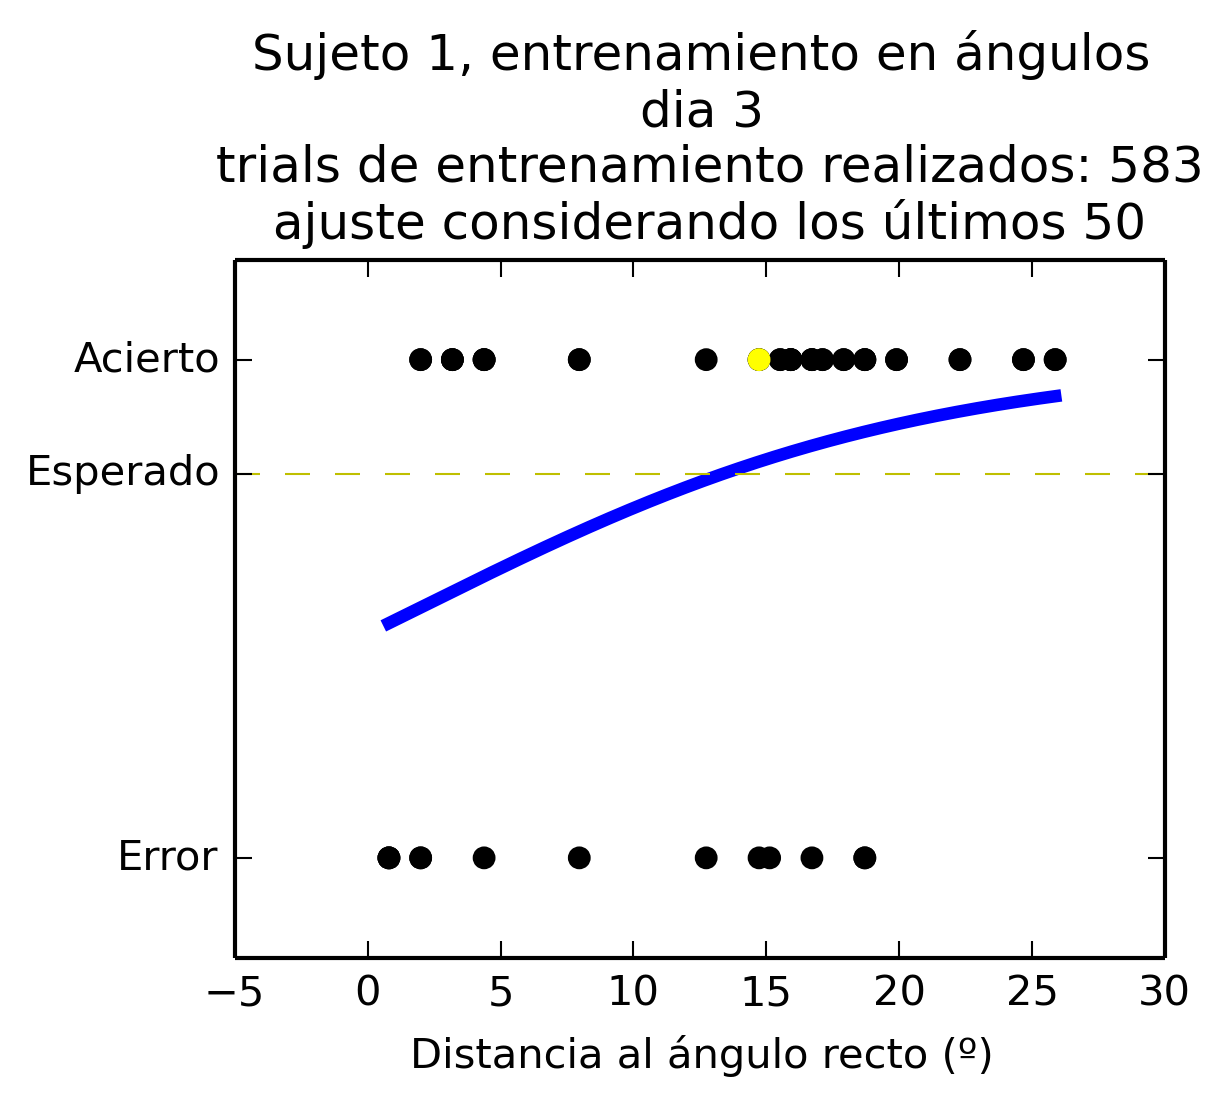 Sujeto 1, entrenamiento en ángulos
dia 3
trials de entrenamiento realizados: 583
ajuste considerando los últimos 50
Acierto
Esperado
Error
−5 0 5 10 15 20 25 30
Distancia al ángulo recto (º)